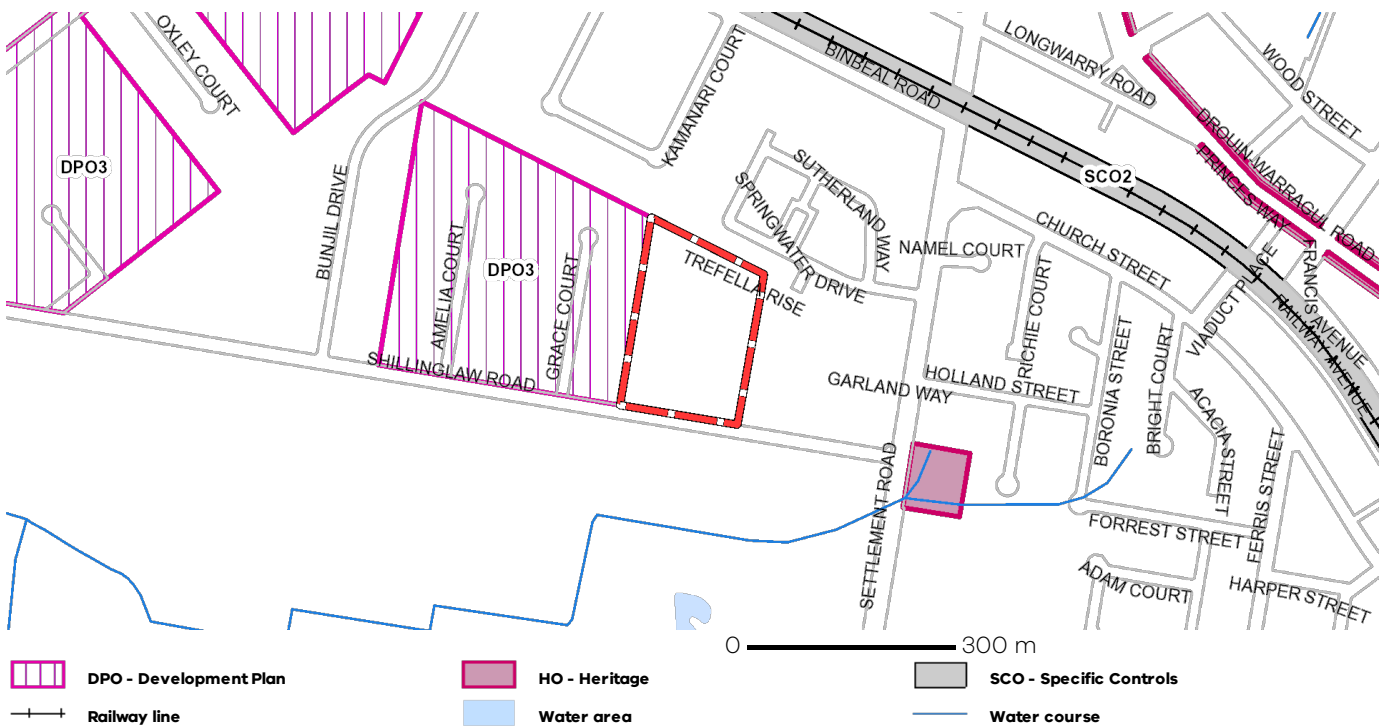 OXLEY COURT
KAMANARI COURT
BINBEAL ROAD
LONGWARRY ROAD
WOOD STREET
DROUIN-WARRAGUL ROAD
PRINCES WAY
SCO2
DPO3
BUNJIL DRIVE
SUTHERLAND WAY
SPRINGWATER DRIVE
NAMEL COURT
CHURCH STREET
AMELIA COURT
GRACE COURT
DPO3
TREFELLA RISE
RICHIE COURT
VIADUCT PLACE
FRANCIS AVENUE
RAILWAY AVENUE
SHILLINGLAW ROAD
GARLAND WAY
HOLLAND STREET
BORONIA STREET
BRIGHT COURT
ACACIA STREET
SETTLEMENT ROAD
FERRIS STREET
FORREST STREET
ADAM COURT
HARPER STREET
0 300 m
DPO - Development Plan
HO - Heritage
SCO - Specific Controls
Railway line
Water area
Water course